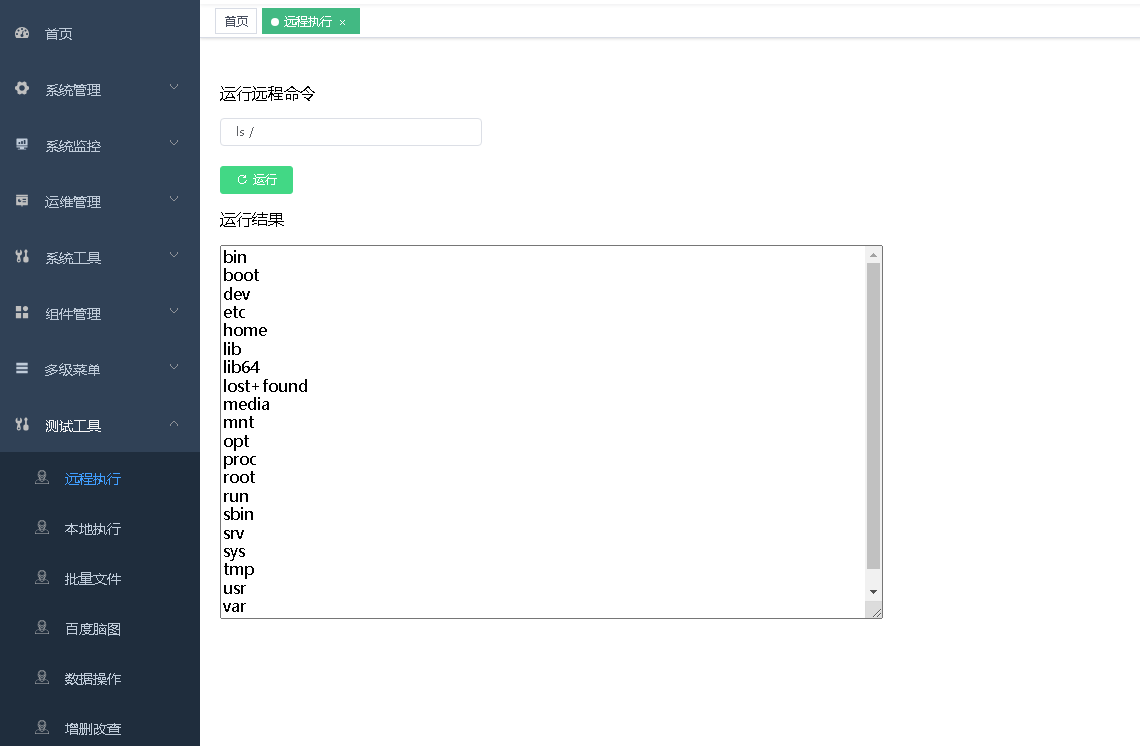 首页
系统管理
系统监控
运维管理
系统工具
组件管理
多级菜单
测试工具
远程执行
本地执行
批量文件
百度脑图
数据操作
增删改查
首页
远程执行 ×
运行远程命令
ls /
运行
运行结果
bin
boot
dev
etc
home
lib
lib64
lost+found
media
mnt
opt
proc
root
run
sbin
srv
sys
tmp
usr
var